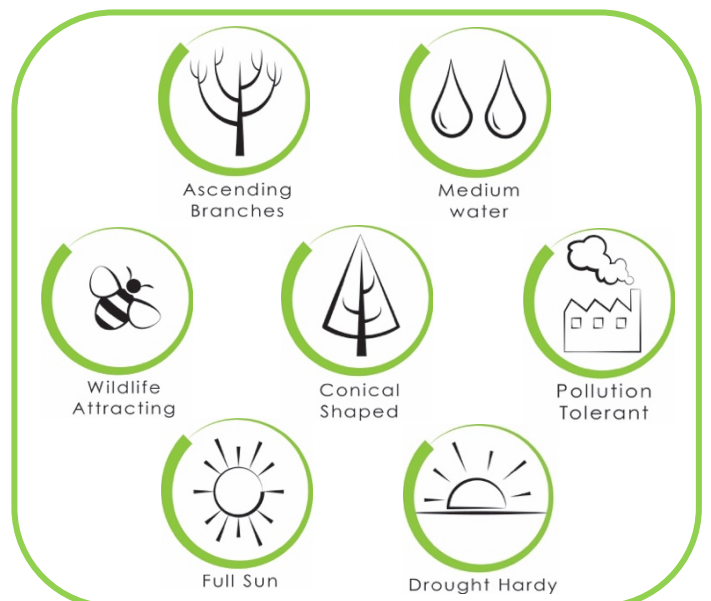 Ascending
Branches
Medium
water
Wildlife
Attracting
Conical
Shaped
Pollution
Tolerant
Full Sun
Drought Hardy